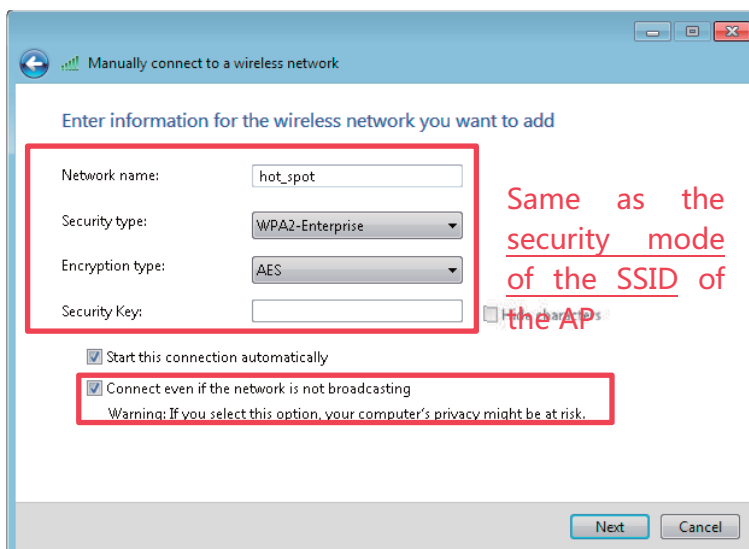 Manually connect to a wireless network
Enter information for the wireless network you want to add
Network name:
hot_spot
Security type:
WPA2-Enterprise
Encryption type:
AES
Security Key:
Hide characters
Same as the
security mode
of the SSID of
the AP
Start this connection automatically
Connect even if the network is not broadcasting
Warning: If you select this option, your computer's privacy might be at risk.
Next
Cancel